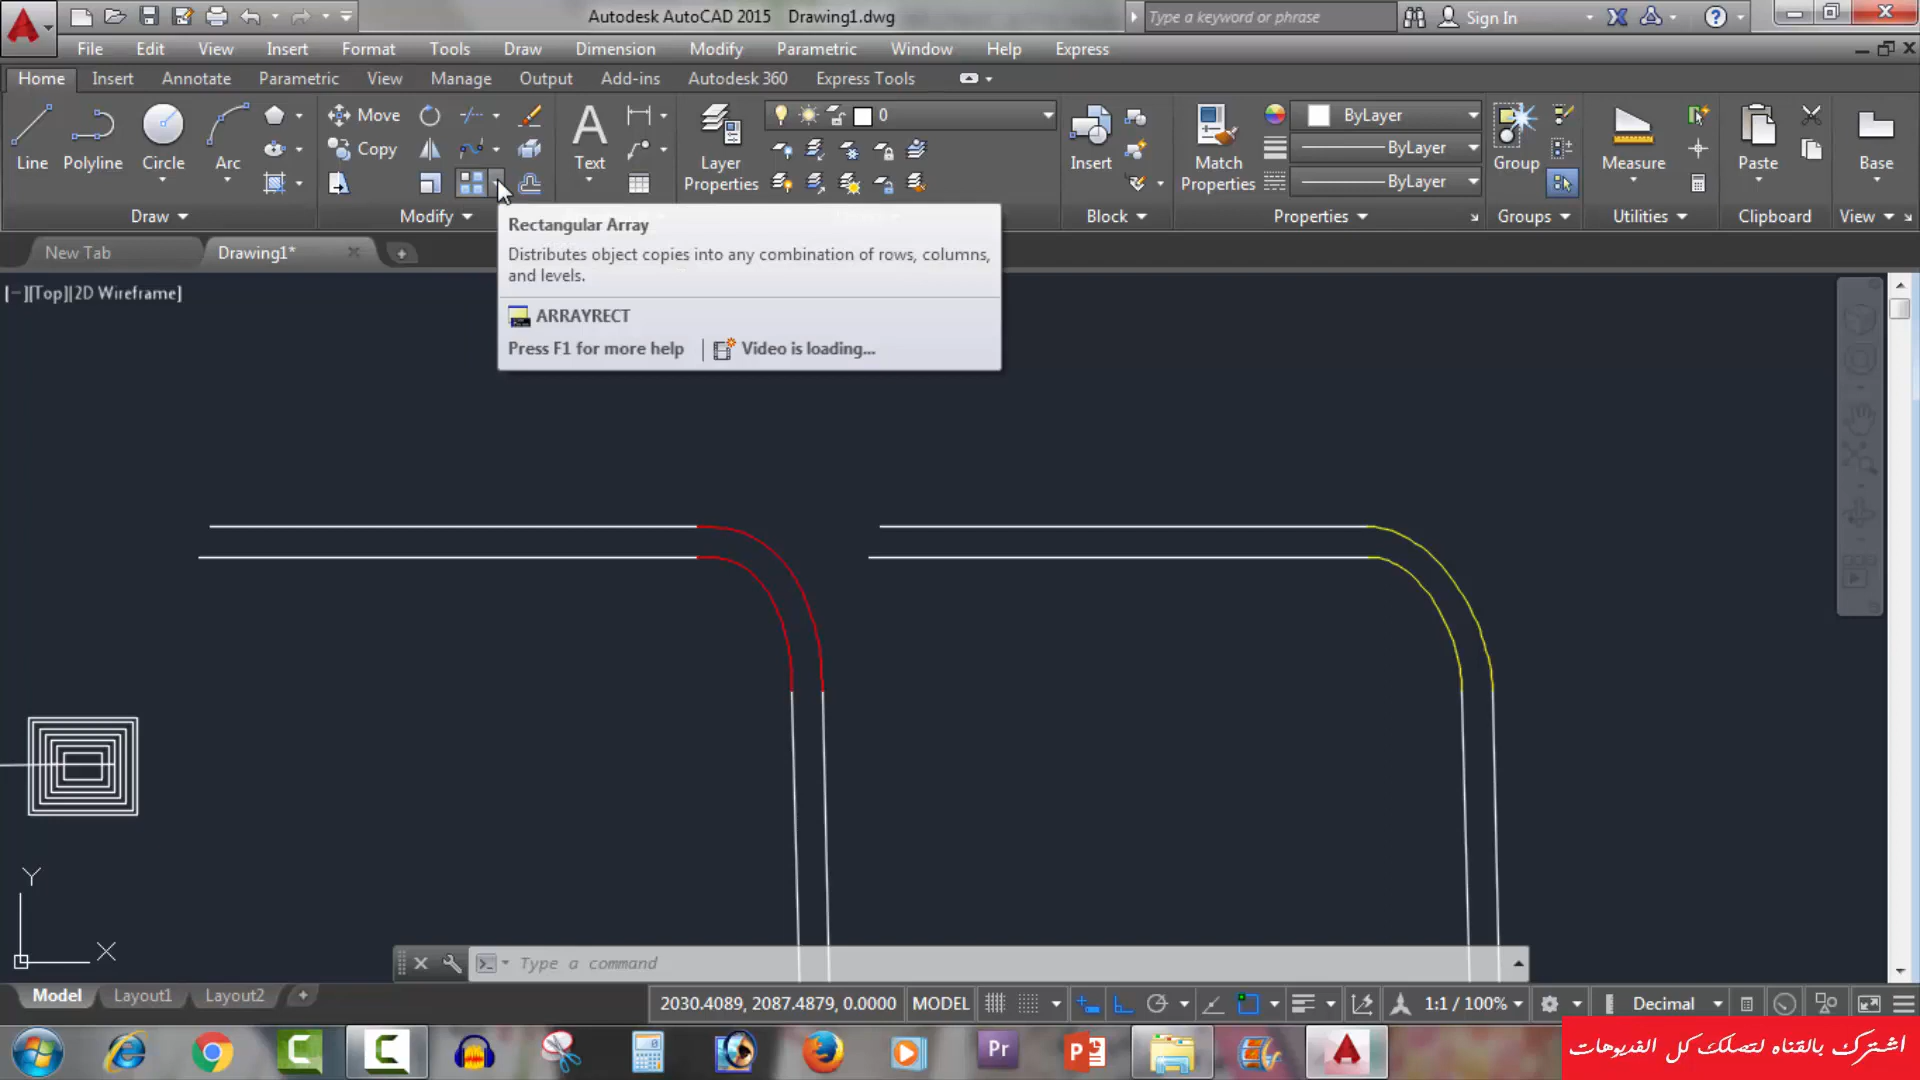 Autodesk AutoCAD 2015 Drawing1.dwg
Type a keyword or phrase
Sign In
File Edit View Insert Format Tools Draw Dimension Modify Parametric Window Help Express
Home Insert Annotate Parametric View Manage Output Add-ins Autodesk 360 Express Tools
Line Polyline Circle Arc
Move
Copy
A
Text
Layer Properties
0
Insert
Match Properties
ByLayer
ByLayer
ByLayer
Group
Measure
Paste
Base
Draw Modify Block Properties Groups Utilities Clipboard View
New Tab Drawing1*
Rectangular Array
Distributes object copies into any combination of rows, columns,
and levels.
ARRAYRECT
Press F1 for more help Video is loading...
[−][Top][2D Wireframe]
Y
X
Type a command
Model Layout1 Layout2
2030.4089, 2087.4879, 0.0000 MODEL 1:1 / 100% Decimal
Pr
اشترك بالقناه لتصلك كل الفديوهات